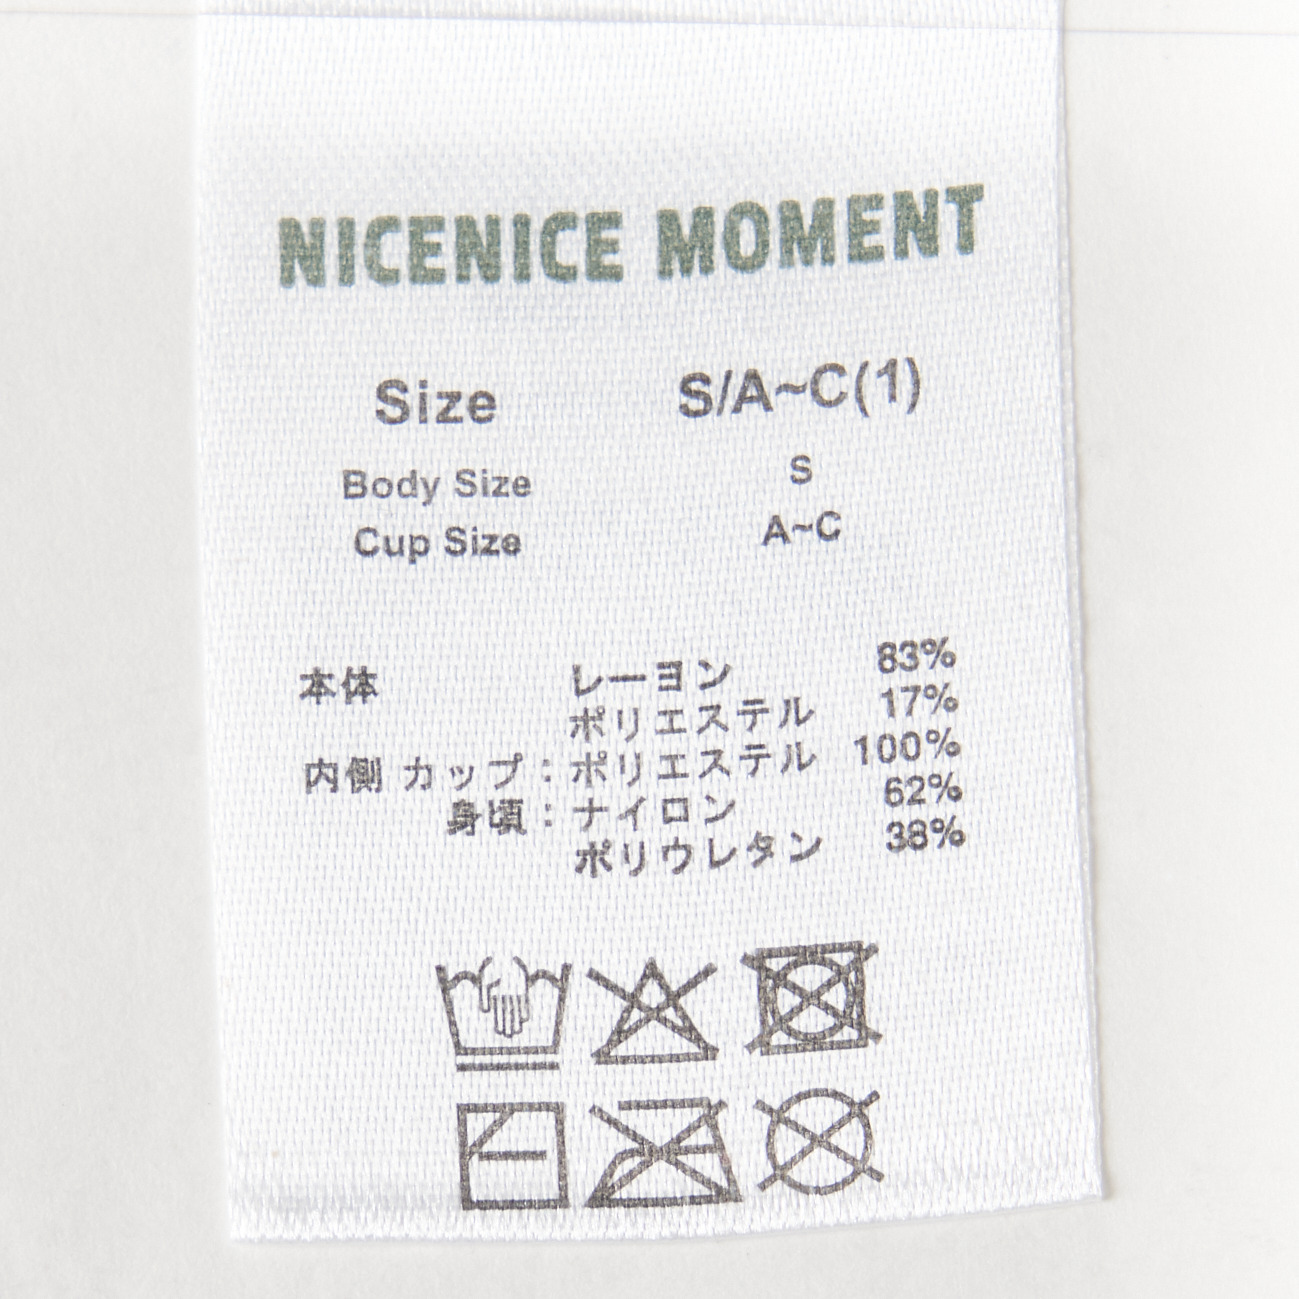 NICENICE MOMENT
Size S/A~C(1)
Body Size S
Cup Size A~C
本体 レーヨン 83%
ポリエステル 17%
内側 カップ：ポリエステル 100%
身頃：ナイロン 62%
ポリウレタン 38%